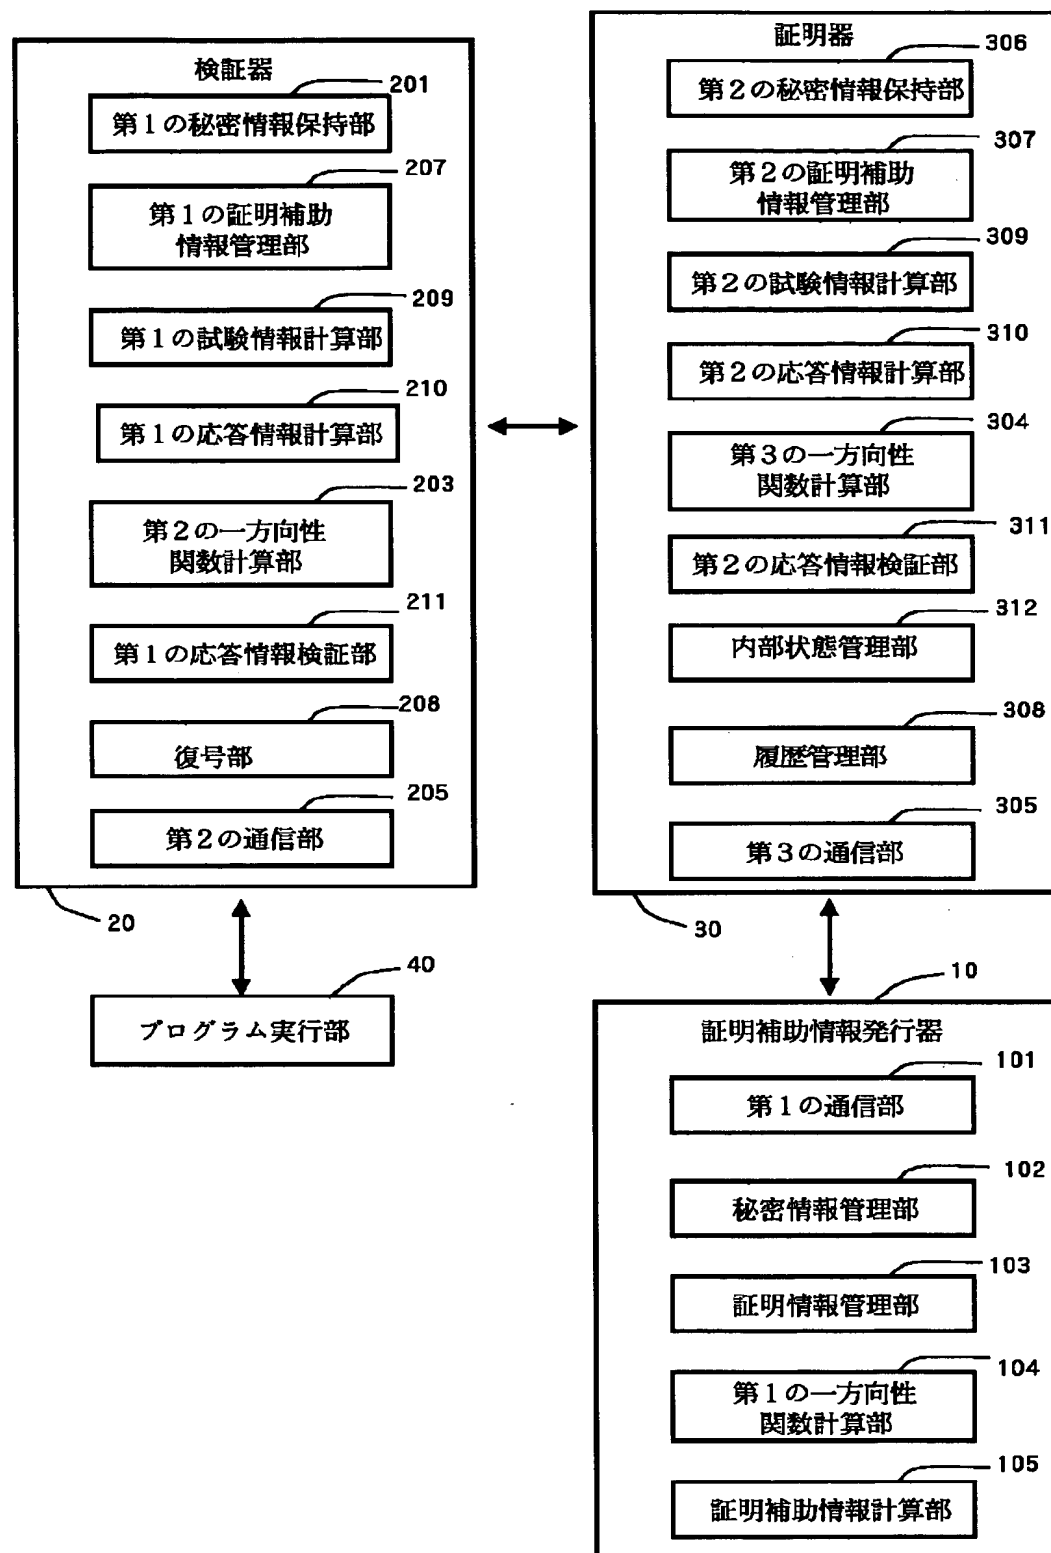 検証器
201
第1の秘密情報保持部
207
第1の証明補助
情報管理部
209
第1の試験情報計算部
210
第1の応答情報計算部
203
第2の一方向性
関数計算部
211
第1の応答情報検証部
208
復号部
205
第2の通信部
20
40
プログラム実行部
証明器
306
第2の秘密情報保持部
307
第2の証明補助
情報管理部
309
第2の試験情報計算部
310
第2の応答情報計算部
304
第3の一方向性
関数計算部
311
第2の応答情報検証部
312
内部状態管理部
308
履歴管理部
305
第3の通信部
30
10
証明補助情報発行器
101
第1の通信部
102
秘密情報管理部
103
証明情報管理部
104
第1の一方向性
関数計算部
105
証明補助情報計算部